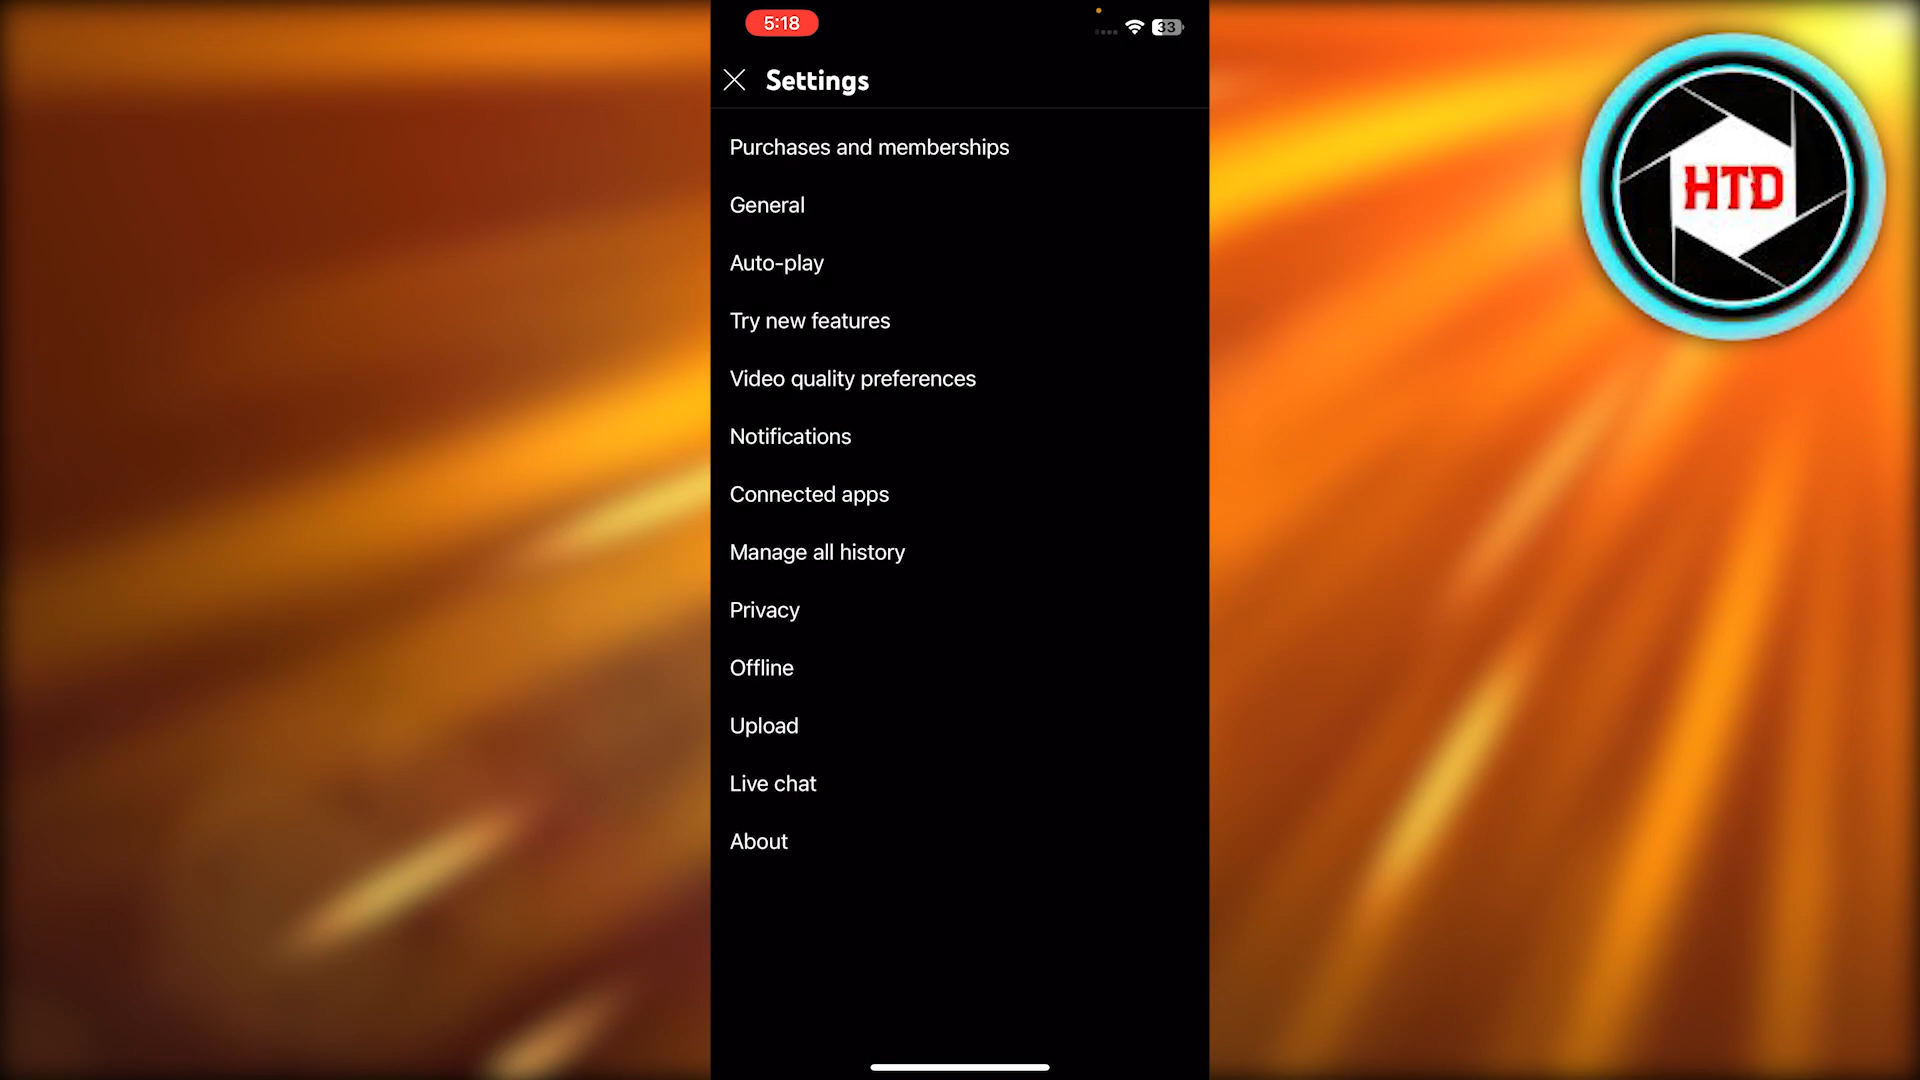 5:18
33
Settings
HTD
Purchases and memberships
General
Auto-play
Try new features
Video quality preferences
Notifications
Connected apps
Manage all history
Privacy
Offline
Upload
Live chat
About